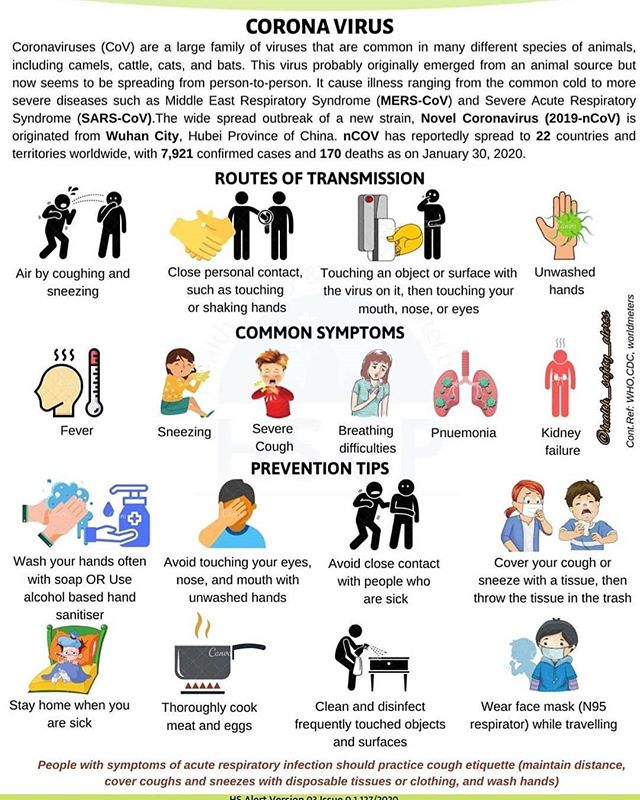 CORONA VIRUS
Coronaviruses (CoV) are a large family of viruses that are common in many different species of animals,
including camels, cattle, cats, and bats. This virus probably originally emerged from an animal source but
now seems to be spreading from person-to-person. It cause illness ranging from the common cold to more
severe diseases such as Middle East Respiratory Syndrome (MERS-CoV) and Severe Acute Respiratory
Syndrome (SARS-CoV).The wide spread outbreak of a new strain, Novel Coronavirus (2019-nCoV) is
originated from Wuhan City, Hubei Province of China. nCOV has reportedly spread to 22 countries and
territories worldwide, with 7,921 confirmed cases and 170 deaths as on January 30, 2020.
ROUTES OF TRANSMISSION
Air by coughing and
sneezing
Close personal contact,
such as touching
or shaking hands
Touching an object or surface with
the virus on it, then touching your
mouth, nose, or eyes
Unwashed
hands
COMMON SYMPTOMS
Fever
Sneezing
Severe
Cough
Breathing
difficulties
Pnuemonia
Kidney
failure
@health_safety_alerts
Cont.Ref: WHO,CDC, worldmeters
PREVENTION TIPS
Wash your hands often
with soap OR Use
alcohol based hand
sanitiser
Avoid touching your eyes,
nose, and mouth with
unwashed hands
Avoid close contact
with people who
are sick
Cover your cough or
sneeze with a tissue, then
throw the tissue in the trash
Canva
Stay home when you
are sick
Thoroughly cook
meat and eggs
Clean and disinfect
frequently touched objects
and surfaces
Wear face mask (N95
respirator) while travelling
People with symptoms of acute respiratory infection should practice cough etiquette (maintain distance,
cover coughs and sneezes with disposable tissues or clothing, and wash hands)